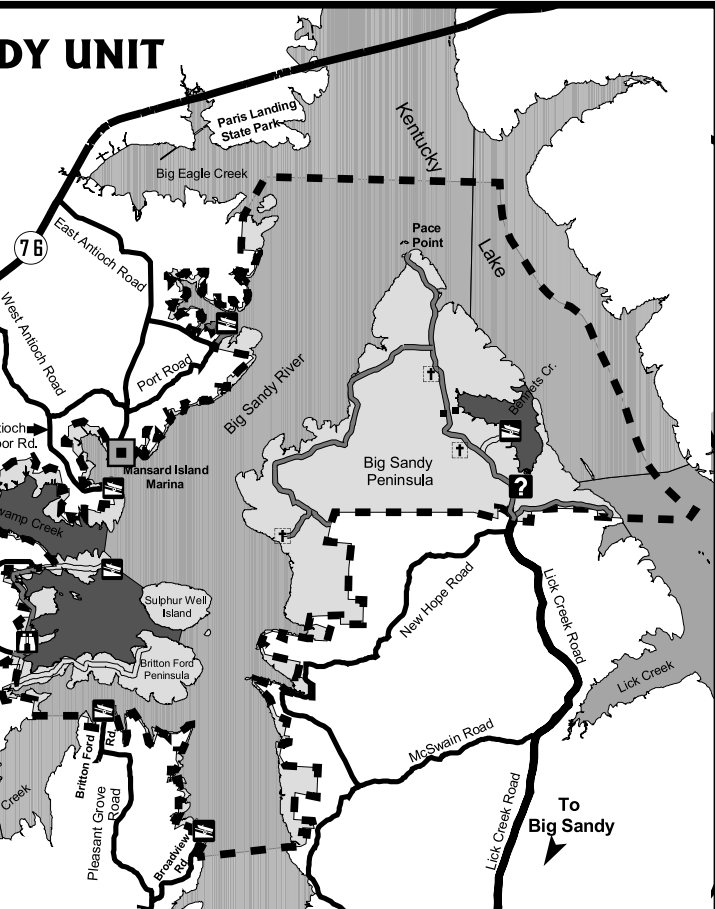 DY UNIT
Paris Landing
State Park
Kentucky
Big Eagle Creek
76
East Antioch Road
Pace
Point
Lake
West Antioch Road
Port Road
Big Sandy River
Bennets Cr.
tioch
or Rd.
Mansard Island
Marina
Big Sandy
Peninsula
?
wamp Creek
New Hope Road
Lick Creek Road
Sulphur Well
Island
Britton Ford
Peninsula
Lick Creek
Britton Ford
Rd.
McSwain Road
Creek
Pleasant Grove
Road
Broadview
Rd.
Lick Creek Road
To
Big Sandy